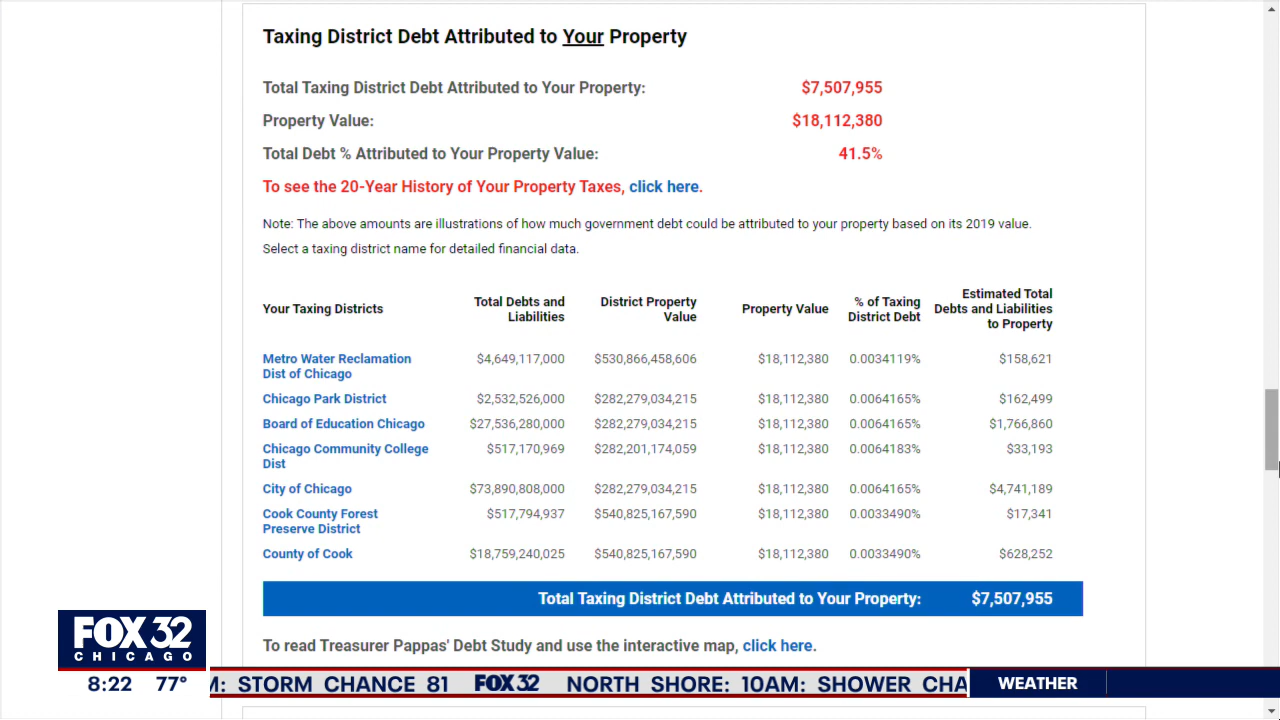 Taxing District Debt Attributed to Your Property
Total Taxing District Debt Attributed to Your Property: $7,507,955
Property Value: $18,112,380
Total Debt % Attributed to Your Property Value: 41.5%
To see the 20-Year History of Your Property Taxes, click here.
Note: The above amounts are illustrations of how much government debt could be attributed to your property based on its 2019 value.
Select a taxing district name for detailed financial data.
Your Taxing Districts Total Debts and Liabilities District Property Value Property Value % of Taxing District Debt Estimated Total Debts and Liabilities to Property
Metro Water Reclamation Dist of Chicago $4,649,117,000 $530,866,458,606 $18,112,380 0.0034119% $158,621
Chicago Park District $2,532,526,000 $282,279,034,215 $18,112,380 0.0064165% $162,499
Board of Education Chicago $27,536,280,000 $282,279,034,215 $18,112,380 0.0064165% $1,766,860
Chicago Community College Dist $517,170,969 $282,201,174,059 $18,112,380 0.0064183% $33,193
City of Chicago $73,890,808,000 $282,279,034,215 $18,112,380 0.0064165% $4,741,189
Cook County Forest Preserve District $517,794,937 $540,825,167,590 $18,112,380 0.0033490% $17,341
County of Cook $18,759,240,025 $540,825,167,590 $18,112,380 0.0033490% $628,252
Total Taxing District Debt Attributed to Your Property: $7,507,955
To read Treasurer Pappas' Debt Study and use the interactive map, click here.
FOX 32
CHICAGO
8:22 77° M: STORM CHANCE 81 FOX 32 NORTH SHORE: 10AM: SHOWER CHA WEATHER